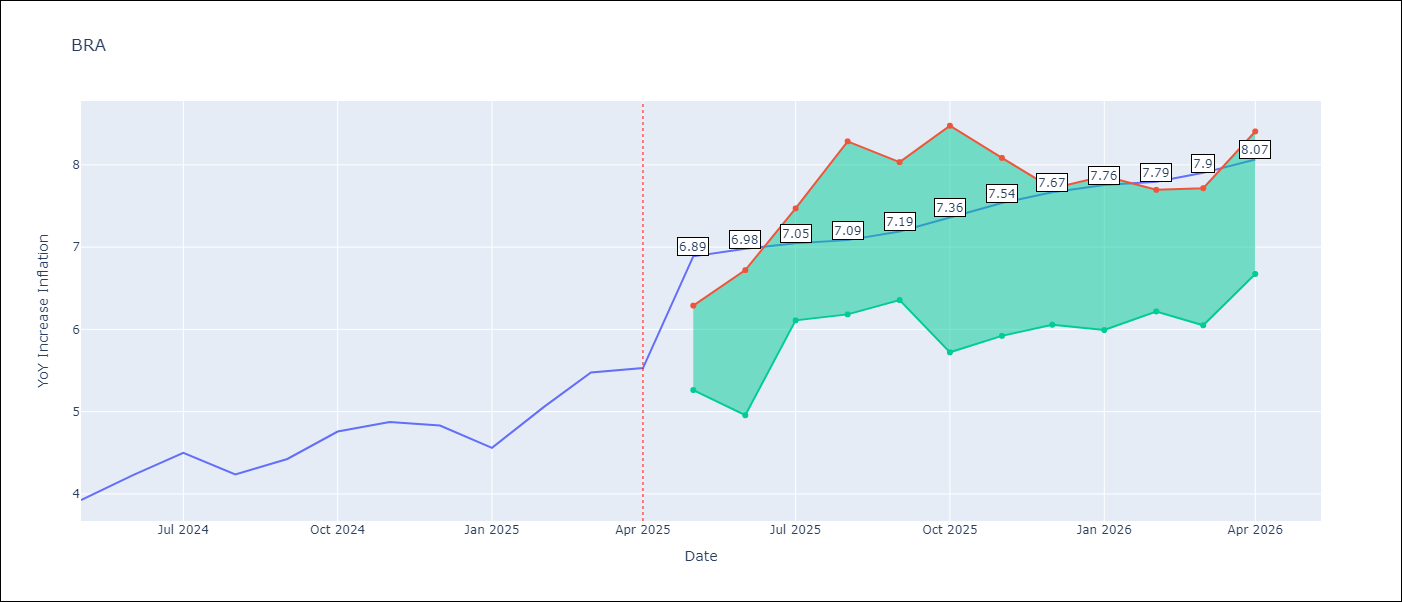 BRA
YoY Increase Inflation
8
7
6
5
4
6.89
6.98
7.05
7.09
7.19
7.36
7.54
7.67
7.76
7.79
7.9
8.07
Jul 2024
Oct 2024
Jan 2025
Apr 2025
Jul 2025
Oct 2025
Jan 2026
Apr 2026
Date